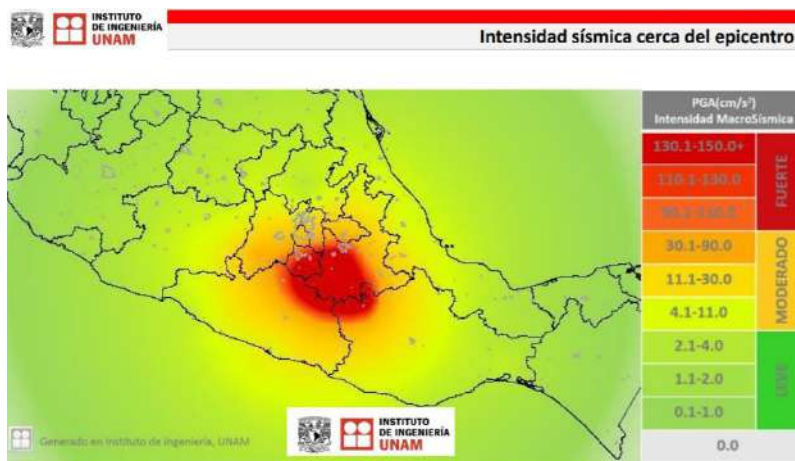 INSTITUTO
DE INGENIERÍA
UNAM
Intensidad sísmica cerca del epicentro
PGA(cm/s²)
Intensidad MacroSísmica
130.1-150.0+
110.1-130.0
30.1-90.0
11.1-30.0
4.1-11.0
2.1-4.0
1.1-2.0
0.1-1.0
0.0
FUERTE
MODERADO
LEVE
INSTITUTO
DE INGENIERÍA
UNAM
Generado en Instituto de Ingeniería, UNAM